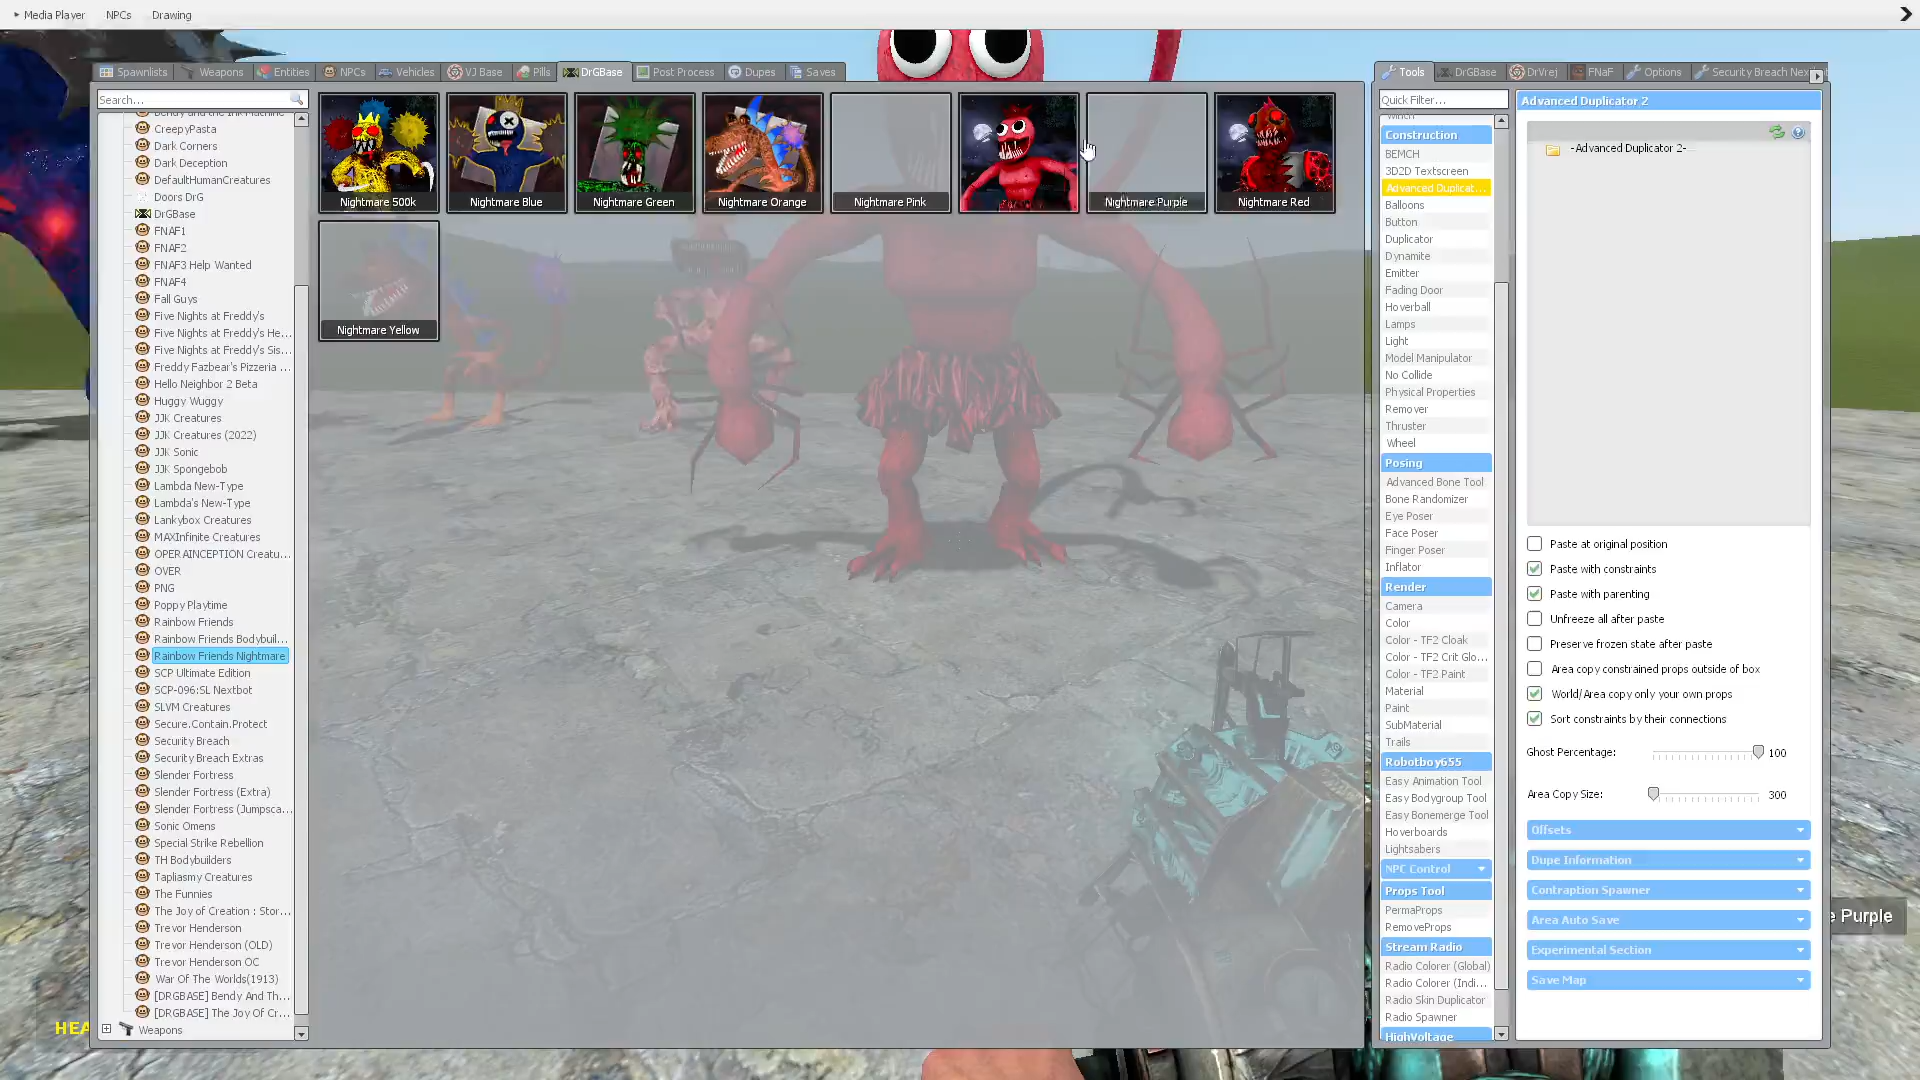 Media Player NPCs Drawing
Spawnlists Weapons Entities NPCs Vehicles VJ Base Pills DrGBase Post Process Dupes Saves
Search...
CreepyPasta
Dark Corners
Dark Deception
DefaultHumanCreatures
Doors DrG
DrGBase
FNAF1
FNAF2
FNAF3 Help Wanted
FNAF4
Fall Guys
Five Nights at Freddy's
Five Nights at Freddy's He...
Five Nights at Freddy's Sis...
Freddy Fazbear's Pizzeria ...
Hello Neighbor 2 Beta
Huggy Wuggy
JJK Creatures
JJK Creatures (2022)
JJK Sonic
JJK Spongebob
Lambda New-Type
Lambda's New-Type
Lankybox Creatures
MAXInfinite Creatures
OPERAINCEPTION Creatu...
OVER
PNG
Poppy Playtime
Rainbow Friends
Rainbow Friends Bodybuil...
Rainbow Friends Nightmare
SCP Ultimate Edition
SCP-096:SL Nextbot
SLVM Creatures
Secure.Contain.Protect
Security Breach
Security Breach Extras
Slender Fortress
Slender Fortress (Extra)
Slender Fortress (Jumpsca...
Sonic Omens
Special Strike Rebellion
TH Bodybuilders
Tapliasmy Creatures
The Funnies
The Joy of Creation : Stor...
Trevor Henderson
Trevor Henderson (OLD)
Trevor Henderson OC
War Of The Worlds(1913)
[DRGBASE] Bendy And Th...
[DRGBASE] The Joy Of Cr...
Weapons
HEA
Nightmare 500k
Nightmare Blue
Nightmare Green
Nightmare Orange
Nightmare Pink
Nightmare Purple
Nightmare Red
Nightmare Yellow
Tools DrGBase DrVrej FNaF Options Security Breach Nex
Quick Filter...
Winch
Construction
BEMCH
3D2D Textscreen
Advanced Duplicat...
Balloons
Button
Duplicator
Dynamite
Emitter
Fading Door
Hoverball
Lamps
Light
Model Manipulator
No Collide
Physical Properties
Remover
Thruster
Wheel
Posing
Advanced Bone Tool
Bone Randomizer
Eye Poser
Face Poser
Finger Poser
Inflator
Render
Camera
Color
Color - TF2 Cloak
Color - TF2 Crit Glo...
Color - TF2 Paint
Material
Paint
SubMaterial
Trails
Robotboy655
Easy Animation Tool
Easy Bodygroup Tool
Easy Bonemerge Tool
Hoverboards
Lightsabers
NPC Control
Props Tool
PermaProps
RemoveProps
Stream Radio
Radio Colorer (Global)
Radio Colorer (Indi...
Radio Skin Duplicator
Radio Spawner
HighVoltage
Advanced Duplicator 2
-Advanced Duplicator 2-
Paste at original position
Paste with constraints
Paste with parenting
Unfreeze all after paste
Preserve frozen state after paste
Area copy constrained props outside of box
World/Area copy only your own props
Sort constraints by their connections
Ghost Percentage: 100
Area Copy Size: 300
Offsets
Dupe Information
Contraption Spawner
Area Auto Save
Experimental Section
Save Map
e Purple